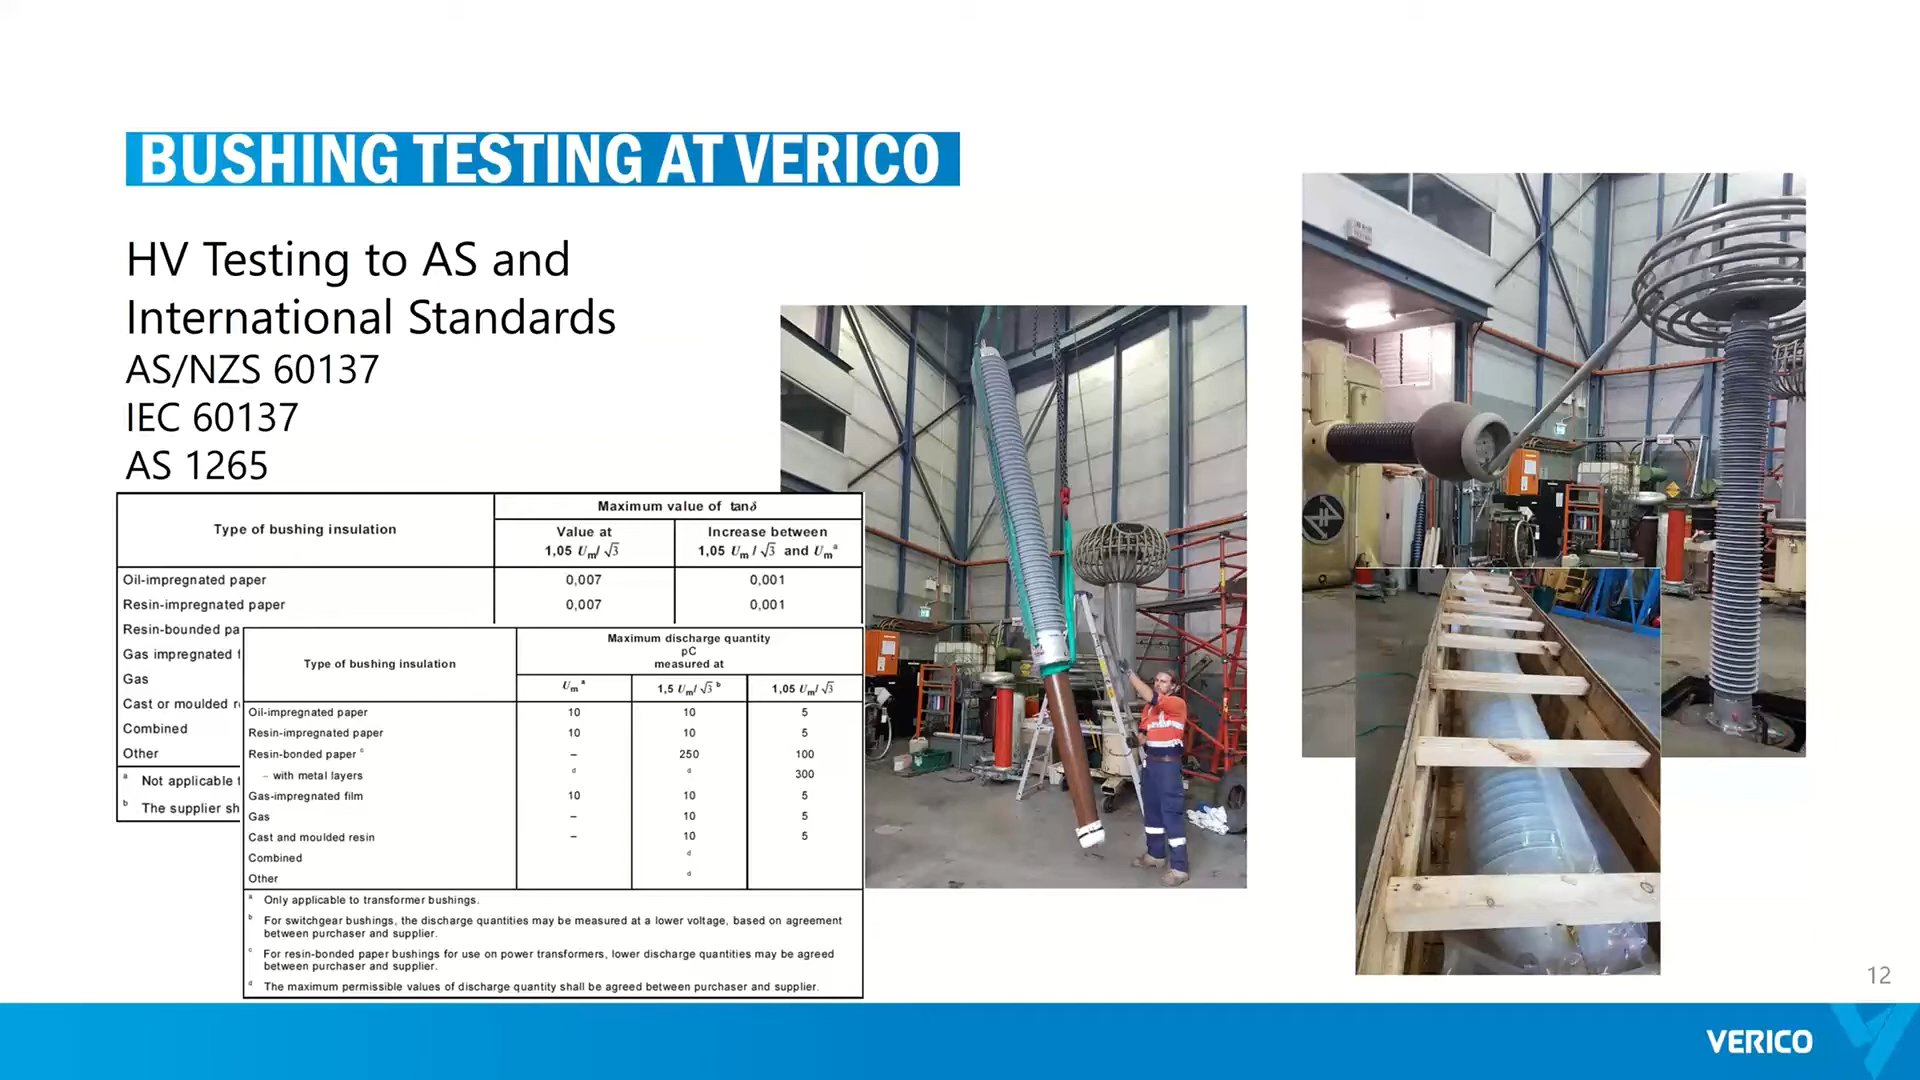 BUSHING TESTING AT VERICO
HV Testing to AS and
International Standards
AS/NZS 60137
IEC 60137
AS 1265
Type of bushing insulation
Maximum value of tanδ
Value at
1,05 Um/ √3
Increase between
1,05 Um / √3 and Um a
Oil-impregnated paper 0,007 0,001
Resin-impregnated paper 0,007 0,001
Resin-bounded pa
Gas impregnated f
Gas
Cast or moulded r
Combined
Other
a Not applicable
b The supplier sh
Type of bushing insulation
Maximum discharge quantity
pC
measured at
Um a 1,5 Um/ √3 b 1,05 Um/ √3
Oil-impregnated paper 10 10 5
Resin-impregnated paper 10 10 5
Resin-bonded paper c – 250 100
– with metal layers d d 300
Gas-impregnated film 10 10 5
Gas – 10 5
Cast and moulded resin – 10 5
Combined d
Other d
a Only applicable to transformer bushings.
b For switchgear bushings, the discharge quantities may be measured at a lower voltage, based on agreement
between purchaser and supplier.
c For resin-bonded paper bushings for use on power transformers, lower discharge quantities may be agreed
between purchaser and supplier.
d The maximum permissible values of discharge quantity shall be agreed between purchaser and supplier.
12
VERICO